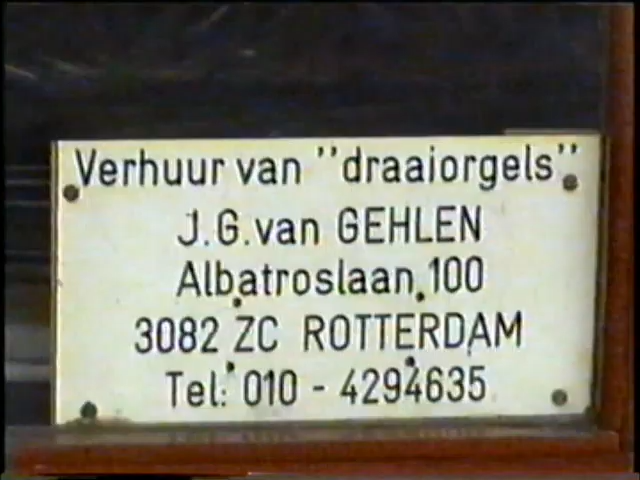 Verhuur van "draaiorgels"
J.G. van GEHLEN
Albatroslaan, 100
3082 ZC ROTTERDAM
Tel: 010 - 4294635